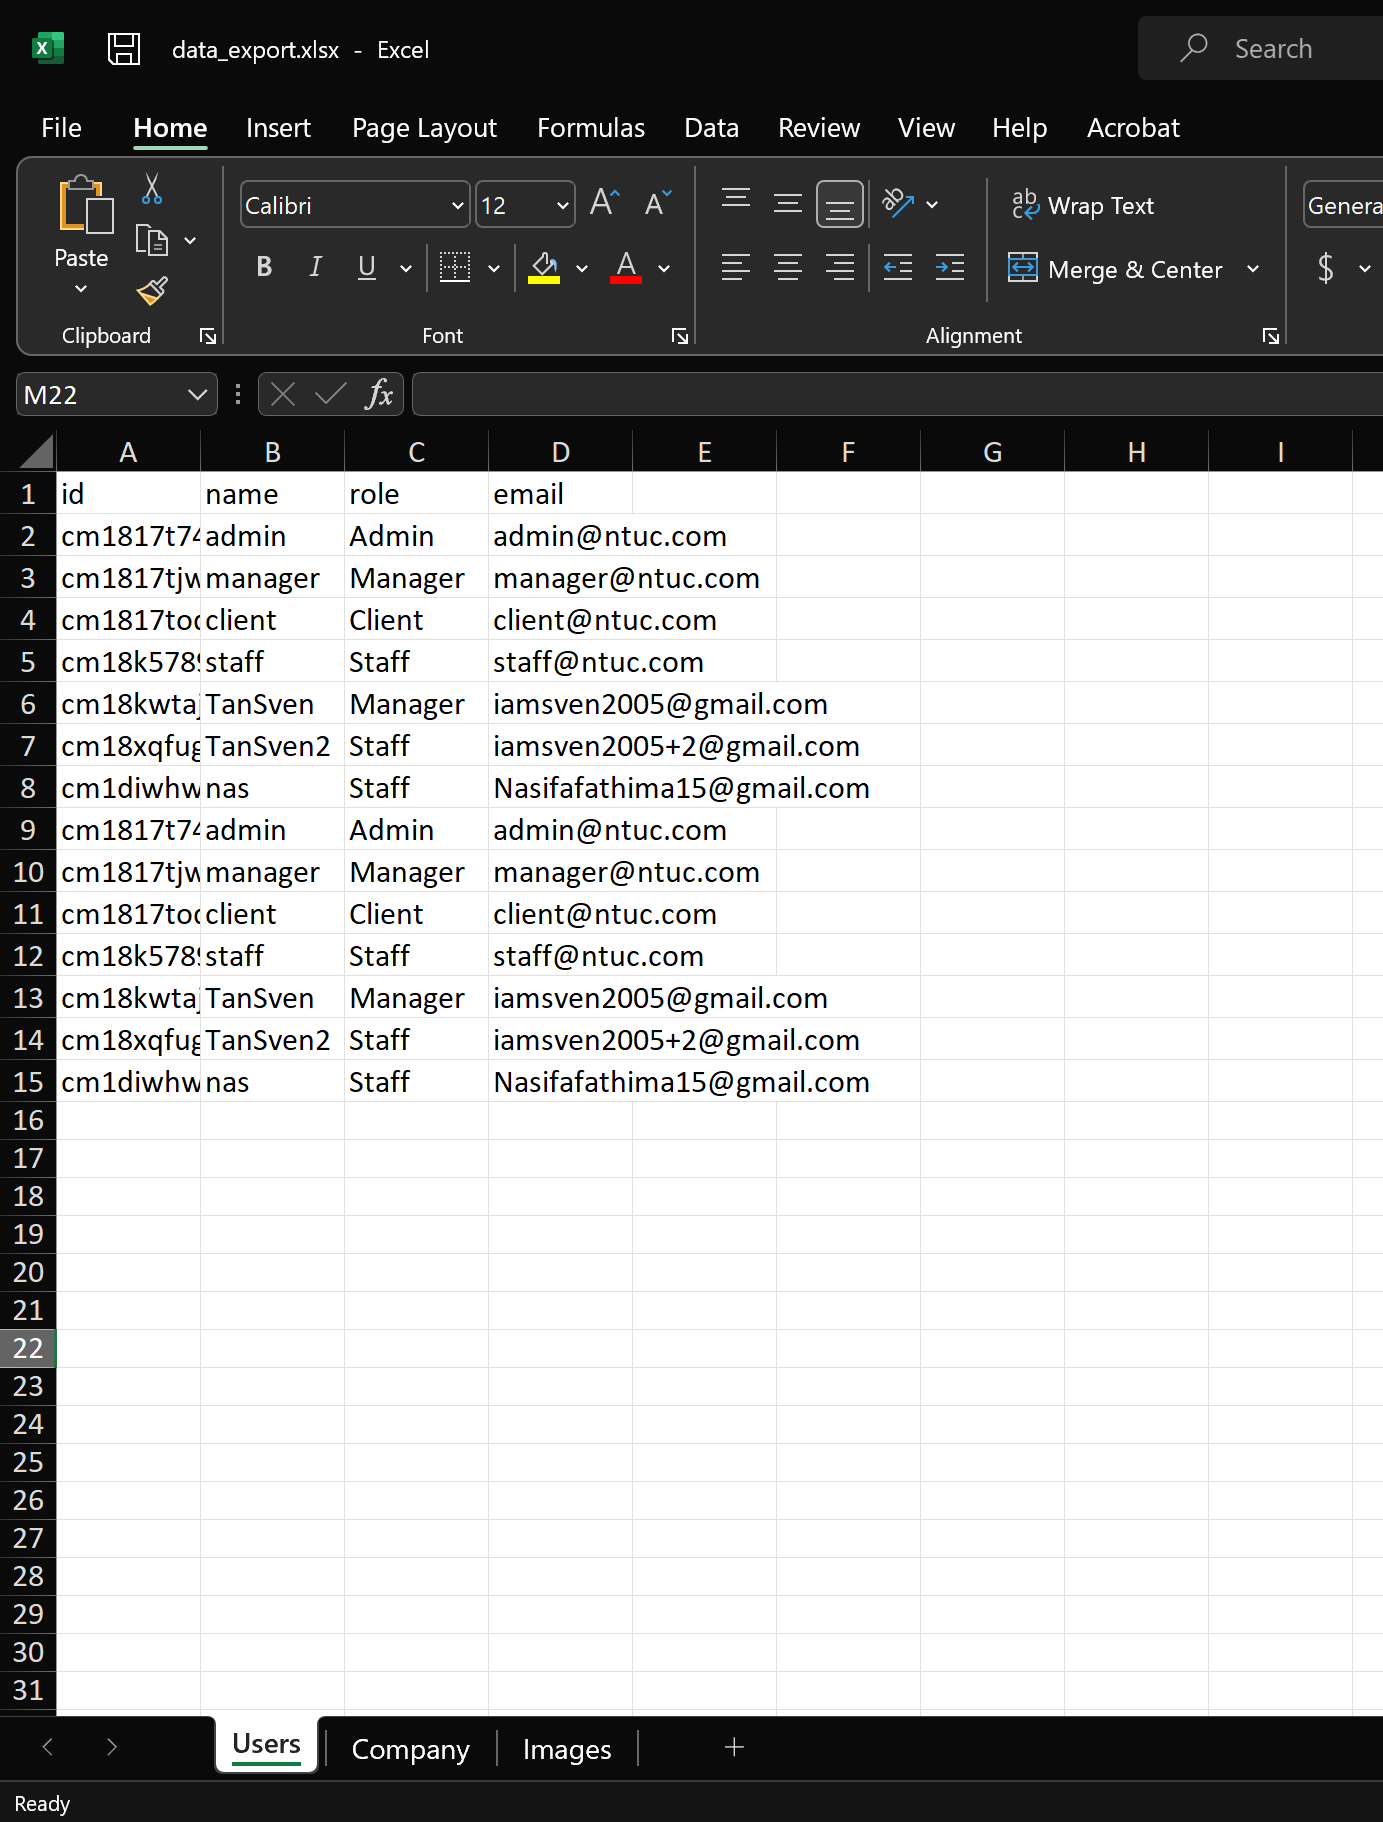 data_export.xlsx - Excel
Search
File Home Insert Page Layout Formulas Data Review View Help Acrobat
Paste
Clipboard
Calibri 12
B I U
Font
Wrap Text
Merge & Center
Alignment
Genera
$
M22
fx
A B C D E F G H I
1 id name role email
2 cm1817t74 admin Admin admin@ntuc.com
3 cm1817tjw manager Manager manager@ntuc.com
4 cm1817toc client Client client@ntuc.com
5 cm18k5789 staff Staff staff@ntuc.com
6 cm18kwtaj TanSven Manager iamsven2005@gmail.com
7 cm18xqfug TanSven2 Staff iamsven2005+2@gmail.com
8 cm1diwhw nas Staff Nasifafathima15@gmail.com
9 cm1817t74 admin Admin admin@ntuc.com
10 cm1817tjw manager Manager manager@ntuc.com
11 cm1817toc client Client client@ntuc.com
12 cm18k5789 staff Staff staff@ntuc.com
13 cm18kwtaj TanSven Manager iamsven2005@gmail.com
14 cm18xqfug TanSven2 Staff iamsven2005+2@gmail.com
15 cm1diwhw nas Staff Nasifafathima15@gmail.com
16
17
18
19
20
21
22
23
24
25
26
27
28
29
30
31
Users Company Images
Ready